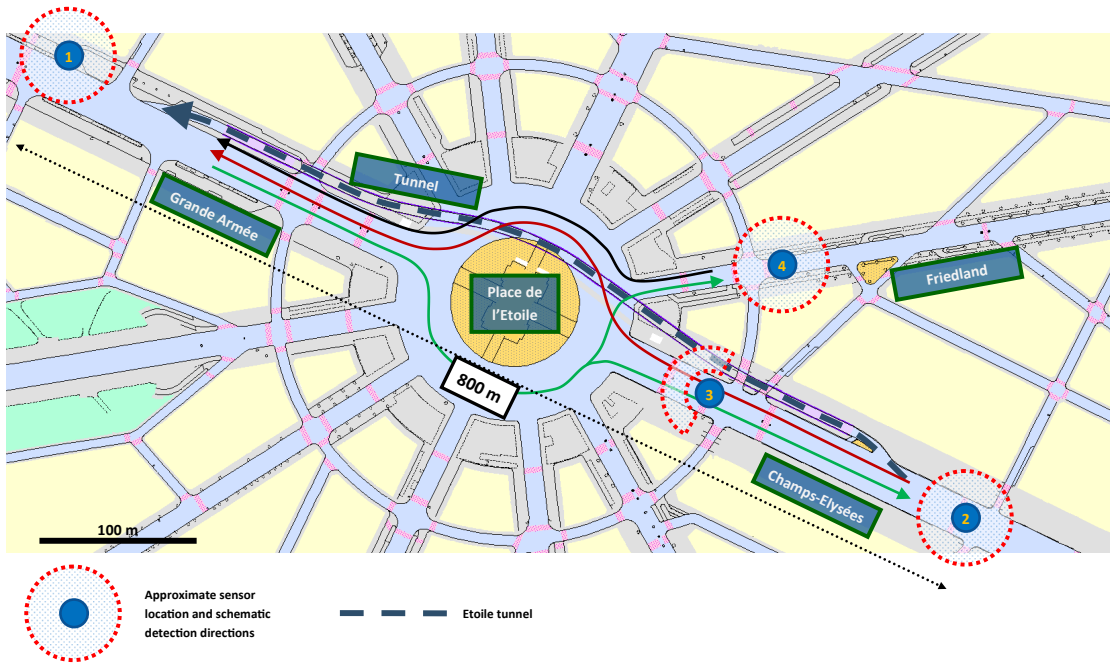 1
Tunnel
Grande Armée
4
Friedland
Place de
l'Etoile
800 m
3
Champs-Elysées
2
100 m
Approximate sensor
location and schematic
detection directions
Etoile tunnel